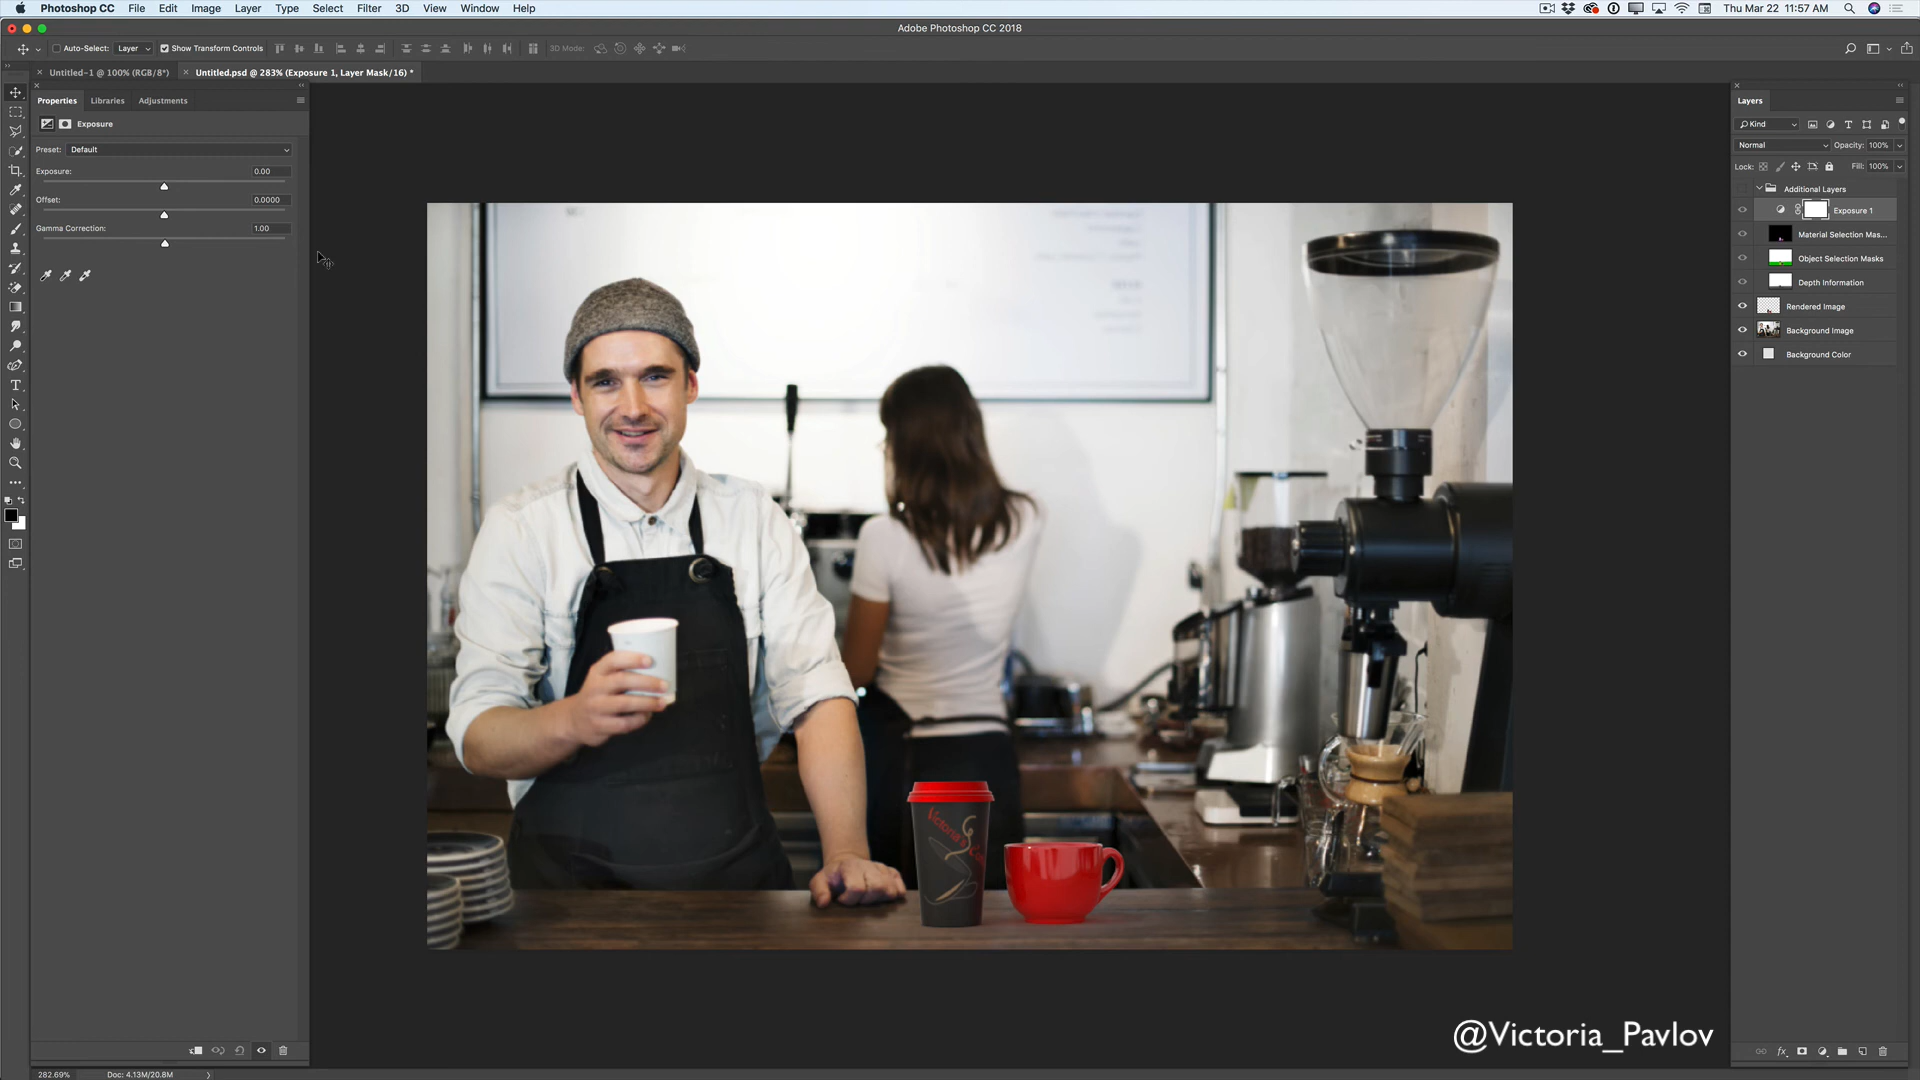 Photoshop CC File Edit Image Layer Type Select Filter 3D View Window Help
Thu Mar 22 11:57 AM
Adobe Photoshop CC 2018
Auto-Select: Layer Show Transform Controls 3D Mode:
Untitled-1 @ 100% (RGB/8*) Untitled.psd @ 283% (Exposure 1, Layer Mask/16) *
Properties Libraries Adjustments
Exposure
Preset: Default
Exposure: 0.00
Offset: 0.0000
Gamma Correction: 1.00
Layers
Kind
Normal Opacity: 100%
Lock: Fill: 100%
Additional Layers
Exposure 1
Material Selection Mas...
Object Selection Masks
Depth Information
Rendered Image
Background Image
Background Color
Victoria's
@Victoria_Pavlov
282.69% Doc: 4.13M/20.8M